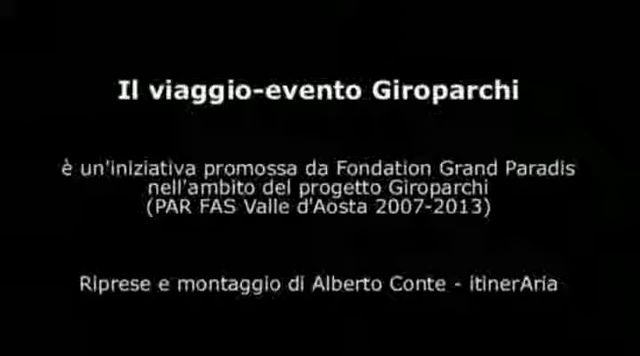 Il viaggio-evento Giroparchi
è un'iniziativa promossa da Fondation Grand Paradis
nell'ambito del progetto Giroparchi
(PAR FAS Valle d'Aosta 2007-2013)
Riprese e montaggio di Alberto Conte - itinerAria